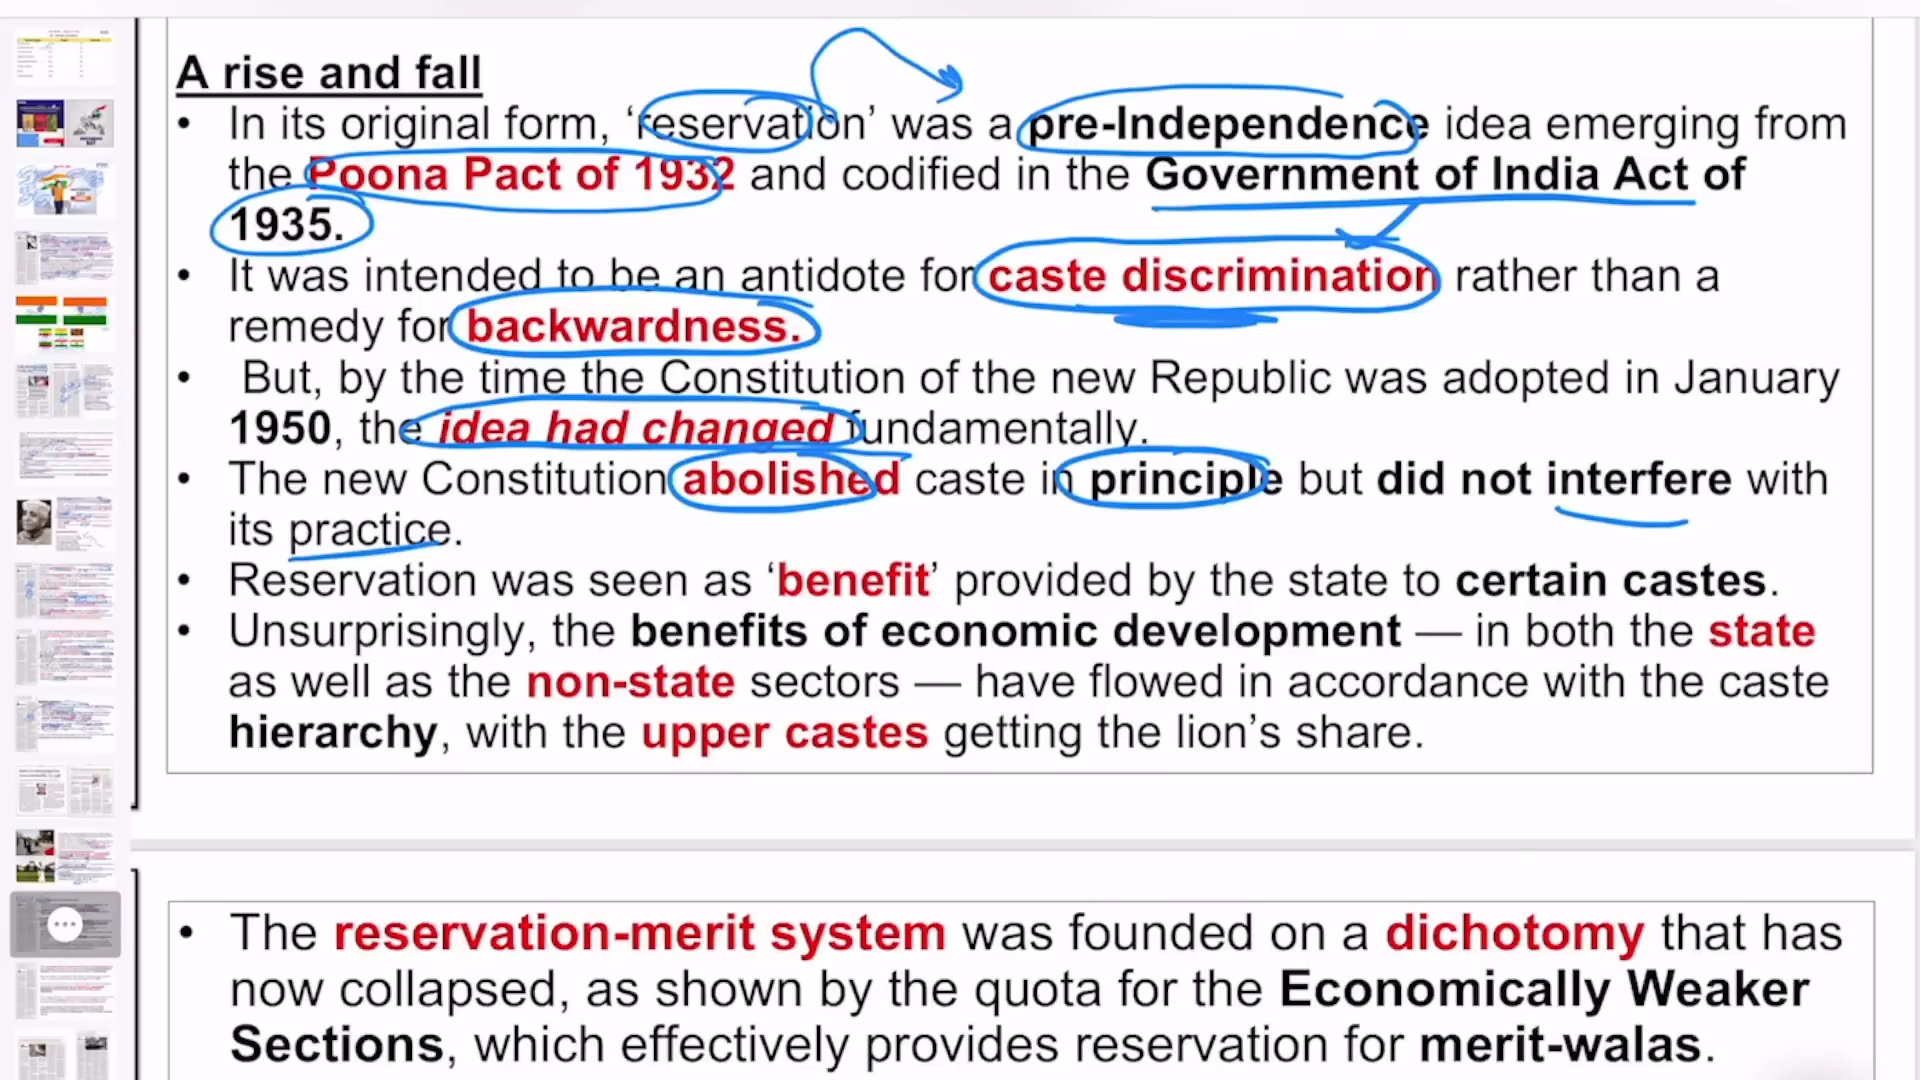 A rise and fall
• In its original form, ‘reservation’ was a pre-Independence idea emerging from
the Poona Pact of 1932 and codified in the Government of India Act of
1935.
• It was intended to be an antidote for caste discrimination rather than a
remedy for backwardness.
• But, by the time the Constitution of the new Republic was adopted in January
1950, the idea had changed fundamentally.
• The new Constitution abolished caste in principle but did not interfere with
its practice.
• Reservation was seen as ‘benefit’ provided by the state to certain castes.
• Unsurprisingly, the benefits of economic development — in both the state
as well as the non-state sectors — have flowed in accordance with the caste
hierarchy, with the upper castes getting the lion’s share.
• The reservation-merit system was founded on a dichotomy that has
now collapsed, as shown by the quota for the Economically Weaker
Sections, which effectively provides reservation for merit-walas.